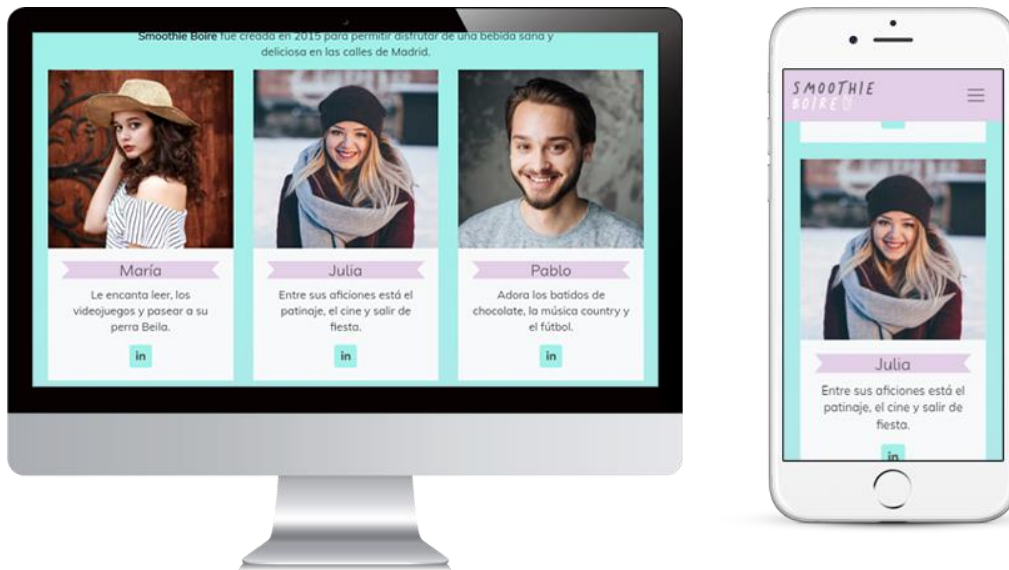 Smoothie Boire fue creada en 2015 para permitir disfrutar de una bebida sana y
deliciosa en las calles de Madrid.
María
Le encanta leer, los
videojuegos y pasear a su
perra Beila.
in
Julia
Entre sus aficiones está el
patinaje, el cine y salir de
fiesta.
in
Pablo
Adora los batidos de
chocolate, la música country y
el fútbol.
in
SMOOTHIE
BOIRE
Julia
Entre sus aficiones está el
patinaje, el cine y salir de
fiesta.
in